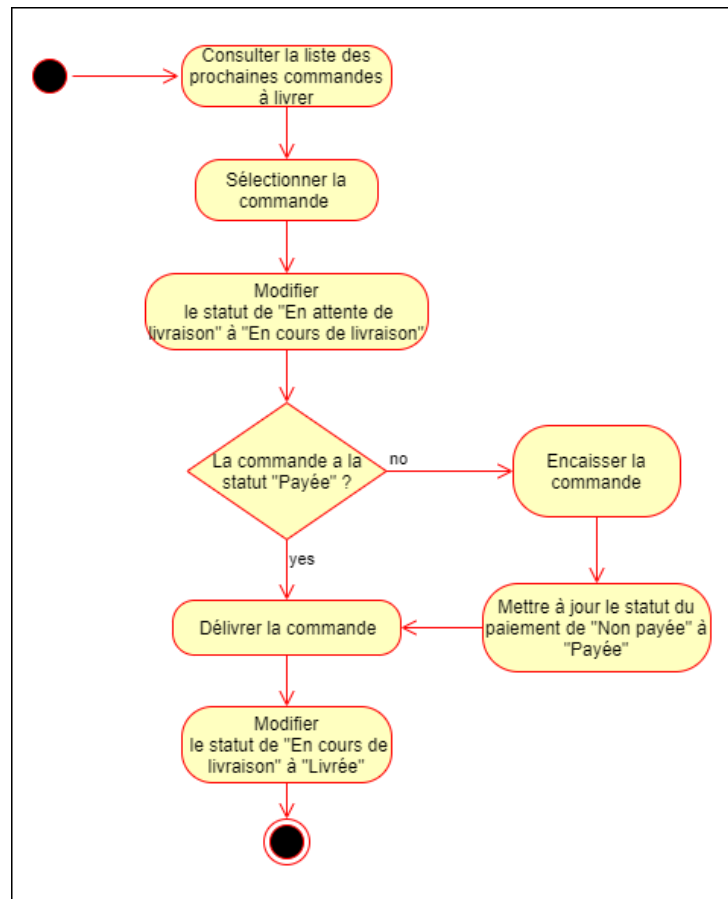 Consulter la liste des
prochaines commandes
à livrer
Sélectionner la
commande
Modifier
le statut de "En attente de
livraison" à "En cours de livraison"
La commande a la
statut "Payée" ?
no
Encaisser la
commande
yes
Mettre à jour le statut du
paiement de "Non payée" à
"Payée"
Délivrer la commande
Modifier
le statut de "En cours de
livraison" à "Livrée"